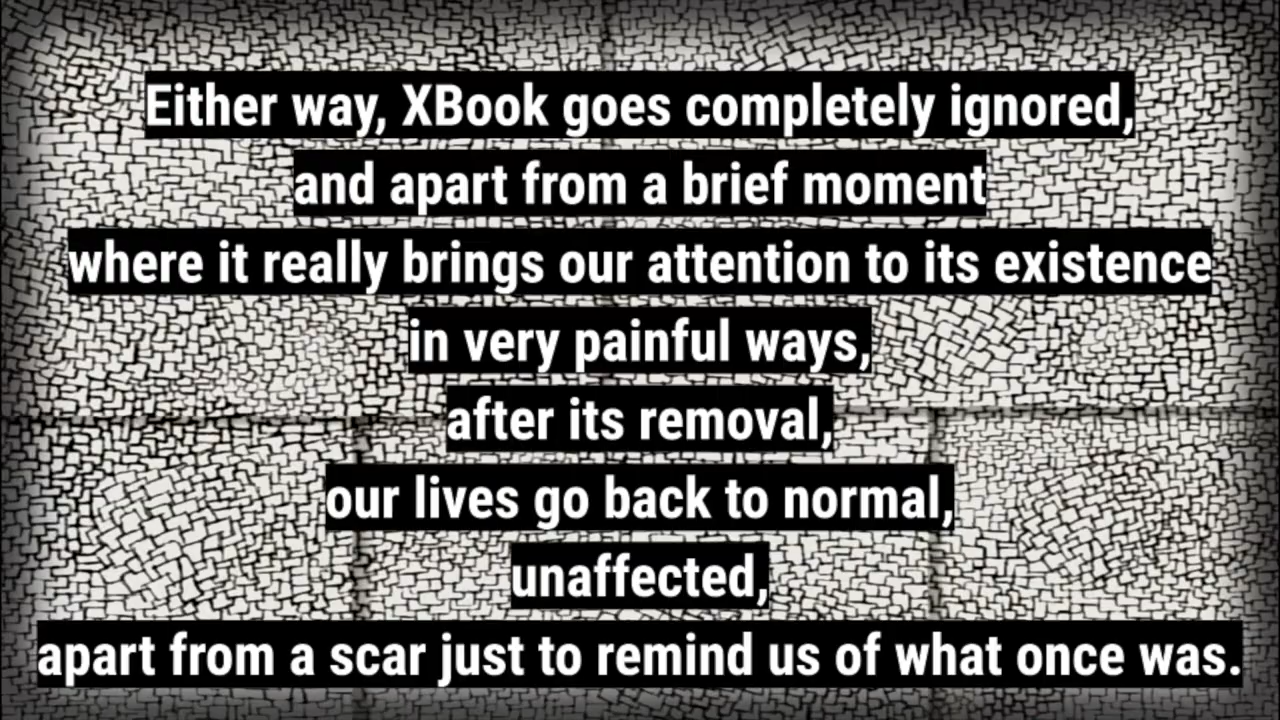 Either way, XBook goes completely ignored,
and apart from a brief moment
where it really brings our attention to its existence
in very painful ways,
after its removal,
our lives go back to normal,
unaffected,
apart from a scar just to remind us of what once was.